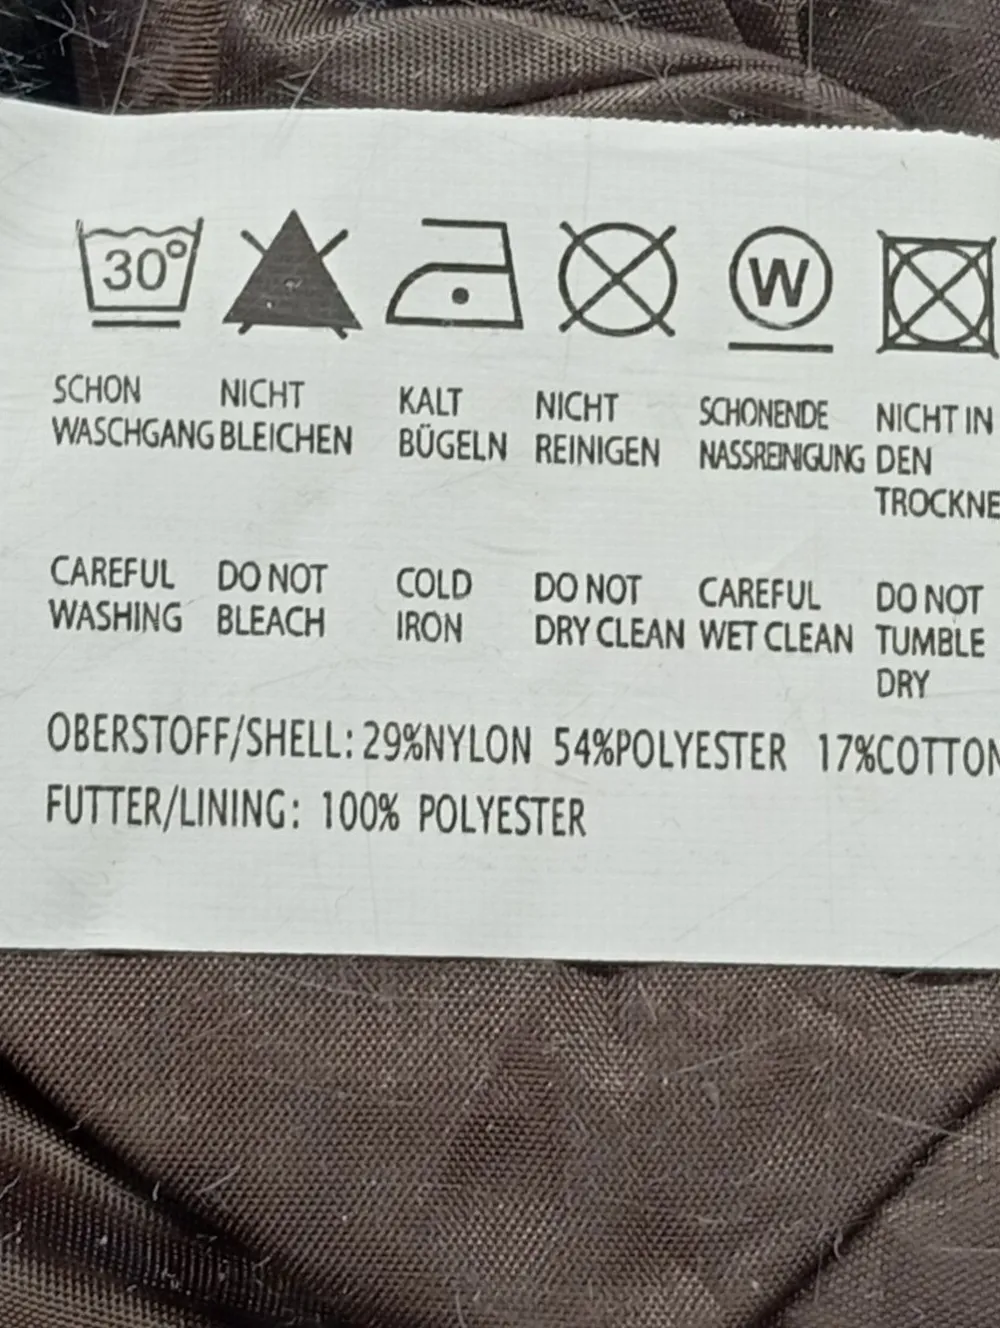 30°
W
SCHON NICHT KALT NICHT SCHONENDE NICHT IN
WASCHGANG BLEICHEN BÜGELN REINIGEN NASSREINIGUNG DEN
TROCKNE
CAREFUL DO NOT COLD DO NOT CAREFUL DO NOT
WASHING BLEACH IRON DRY CLEAN WET CLEAN TUMBLE
DRY
OBERSTOFF/SHELL: 29%NYLON 54%POLYESTER 17%COTTON
FUTTER/LINING: 100% POLYESTER